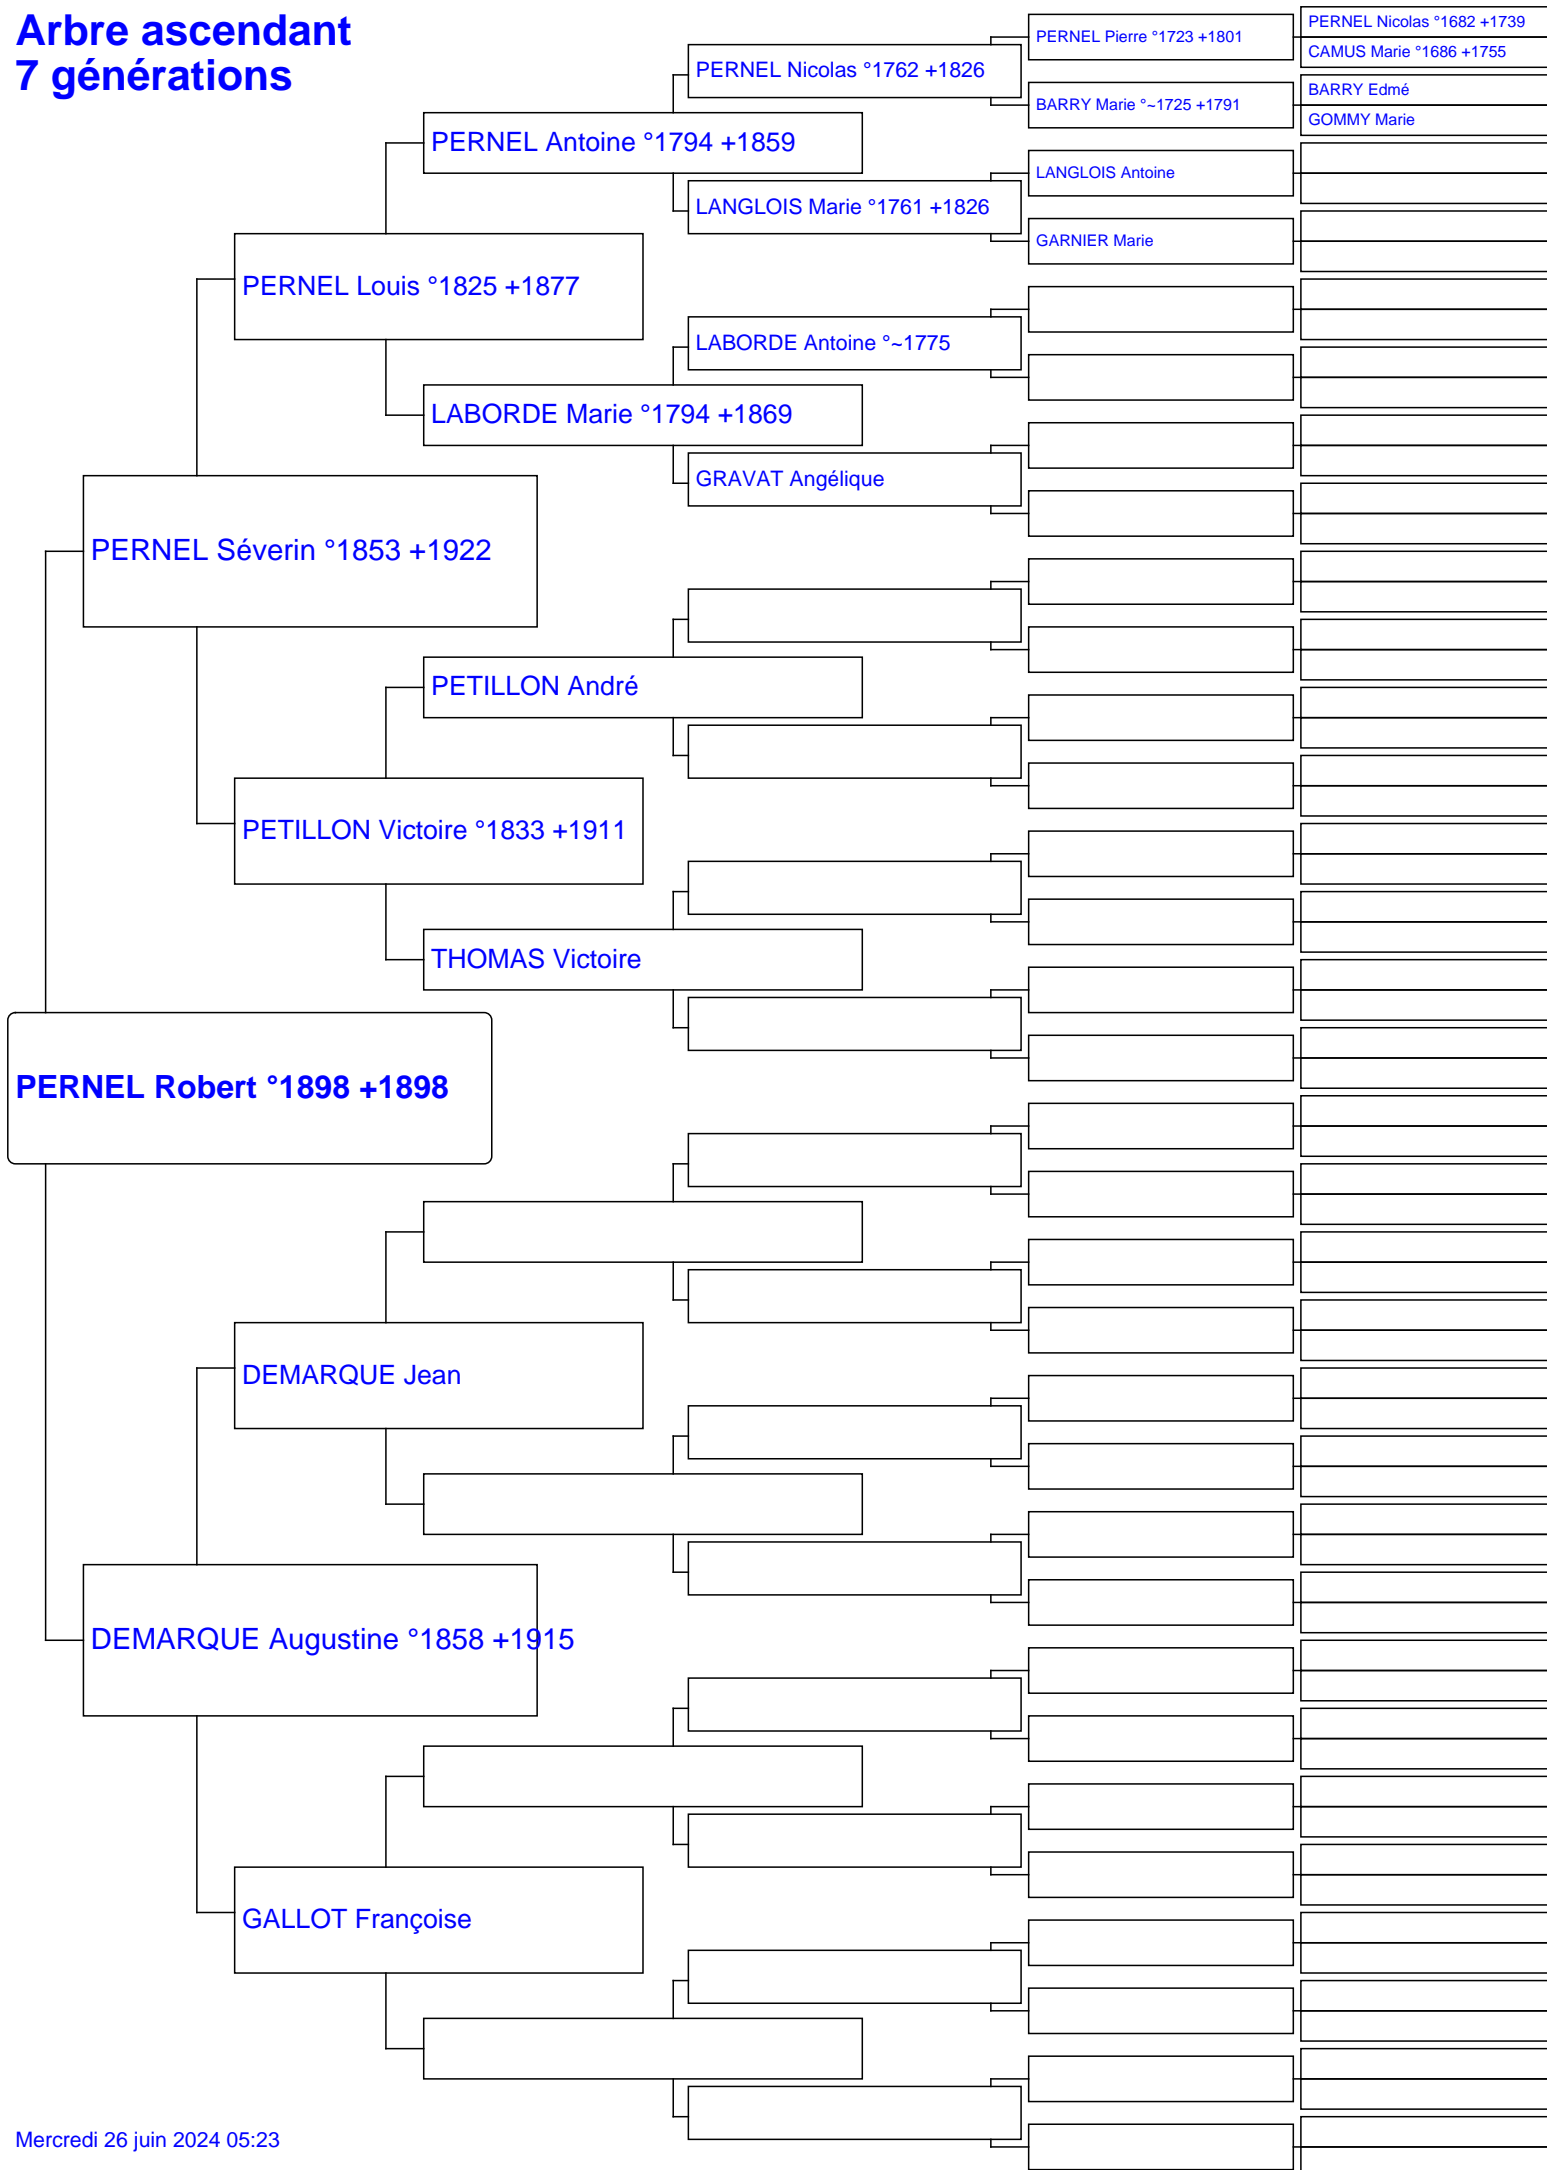 Arbre ascendant
7 générations
PERNEL Nicolas °1682 +1739
PERNEL Pierre °1723 +1801
CAMUS Marie °1686 +1755
PERNEL Nicolas °1762 +1826
BARRY Edmé
BARRY Marie °~1725 +1791
GOMMY Marie
PERNEL Antoine °1794 +1859
LANGLOIS Antoine
LANGLOIS Marie °1761 +1826
GARNIER Marie
PERNEL Louis °1825 +1877
LABORDE Antoine °~1775
LABORDE Marie °1794 +1869
GRAVAT Angélique
PERNEL Séverin °1853 +1922
PETILLON André
PETILLON Victoire °1833 +1911
THOMAS Victoire
PERNEL Robert °1898 +1898
DEMARQUE Jean
DEMARQUE Augustine °1858 +1915
GALLOT Françoise
Mercredi 26 juin 2024 05:23